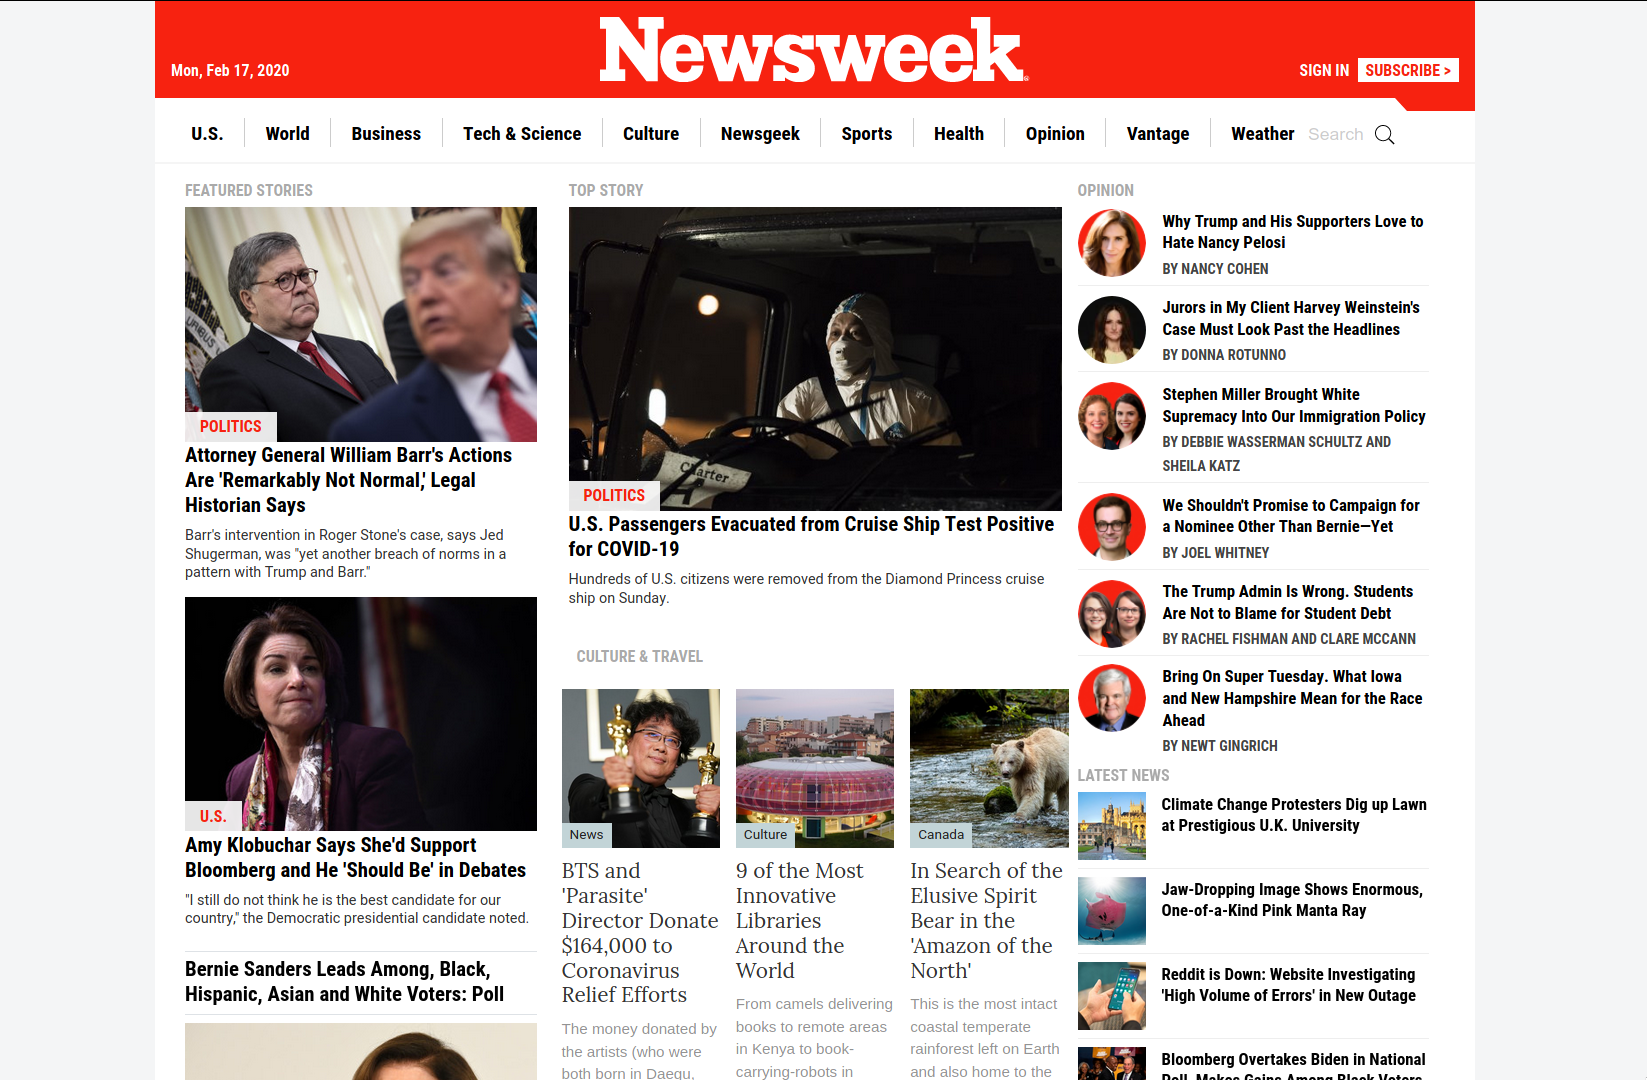 Newsweek
Mon, Feb 17, 2020
SIGN IN
SUBSCRIBE >
U.S.
World
Business
Tech & Science
Culture
Newsgeek
Sports
Health
Opinion
Vantage
Weather
Search
FEATURED STORIES
POLITICS
Attorney General William Barr's Actions
Are 'Remarkably Not Normal,' Legal
Historian Says
Barr's intervention in Roger Stone's case, says Jed
Shugerman, was "yet another breach of norms in a
pattern with Trump and Barr."
U.S.
Amy Klobuchar Says She'd Support
Bloomberg and He 'Should Be' in Debates
"I still do not think he is the best candidate for our
country," the Democratic presidential candidate noted.
Bernie Sanders Leads Among, Black,
Hispanic, Asian and White Voters: Poll
TOP STORY
Charter
POLITICS
U.S. Passengers Evacuated from Cruise Ship Test Positive
for COVID-19
Hundreds of U.S. citizens were removed from the Diamond Princess cruise
ship on Sunday.
CULTURE & TRAVEL
News
BTS and
'Parasite'
Director Donate
$164,000 to
Coronavirus
Relief Efforts
The money donated by
the artists (who were
both born in Daegu,
Culture
9 of the Most
Innovative
Libraries
Around the
World
From camels delivering
books to remote areas
in Kenya to book-
carrying-robots in
Canada
In Search of the
Elusive Spirit
Bear in the
'Amazon of the
North'
This is the most intact
coastal temperate
rainforest left on Earth
and also home to the
OPINION
Why Trump and His Supporters Love to
Hate Nancy Pelosi
BY NANCY COHEN
Jurors in My Client Harvey Weinstein's
Case Must Look Past the Headlines
BY DONNA ROTUNNO
Stephen Miller Brought White
Supremacy Into Our Immigration Policy
BY DEBBIE WASSERMAN SCHULTZ AND
SHEILA KATZ
We Shouldn't Promise to Campaign for
a Nominee Other Than Bernie—Yet
BY JOEL WHITNEY
The Trump Admin Is Wrong. Students
Are Not to Blame for Student Debt
BY RACHEL FISHMAN AND CLARE MCCANN
Bring On Super Tuesday. What Iowa
and New Hampshire Mean for the Race
Ahead
BY NEWT GINGRICH
LATEST NEWS
Climate Change Protesters Dig up Lawn
at Prestigious U.K. University
Jaw-Dropping Image Shows Enormous,
One-of-a-Kind Pink Manta Ray
Reddit is Down: Website Investigating
'High Volume of Errors' in New Outage
Bloomberg Overtakes Biden in National
Poll, Makes Gains Among Black Voters